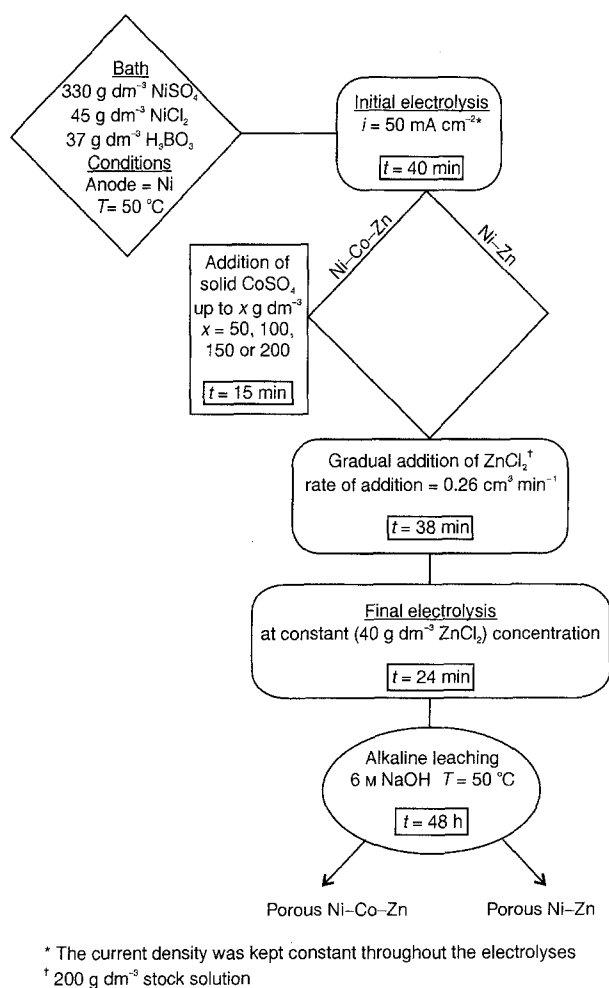 Bath
330 g dm⁻³ NiSO₄
45 g dm⁻³ NiCl₂
37 g dm⁻³ H₃BO₃
Conditions
Anode = Ni
T= 50 °C
Initial electrolysis
i = 50 mA cm⁻²*
t = 40 min
Ni–Co–Zn
Ni–Zn
Addition of
solid CoSO₄
up to x g dm⁻³
x = 50, 100,
150 or 200
t = 15 min
Gradual addition of ZnCl₂†
rate of addition = 0.26 cm³ min⁻¹
t = 38 min
Final electrolysis
at constant (40 g dm⁻³ ZnCl₂) concentration
t = 24 min
Alkaline leaching
6 M NaOH T = 50 °C
t = 48 h
Porous Ni–Co–Zn
Porous Ni–Zn
* The current density was kept constant throughout the electrolyses
† 200 g dm⁻³ stock solution